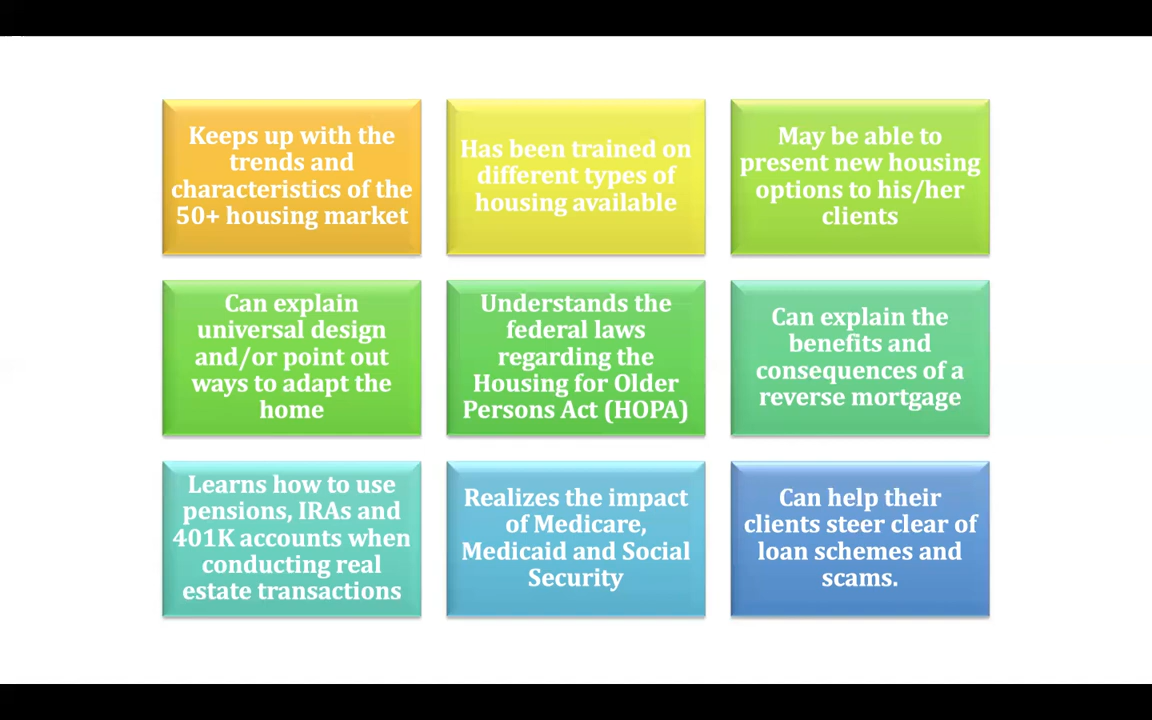 Keeps up with the
trends and
characteristics of the
50+ housing market
Has been trained on
different types of
housing available
May be able to
present new housing
options to his/her
clients
Can explain
universal design
and/or point out
ways to adapt the
home
Understands the
federal laws
regarding the
Housing for Older
Persons Act (HOPA)
Can explain the
benefits and
consequences of a
reverse mortgage
Learns how to use
pensions, IRAs and
401K accounts when
conducting real
estate transactions
Realizes the impact
of Medicare,
Medicaid and Social
Security
Can help their
clients steer clear of
loan schemes and
scams.